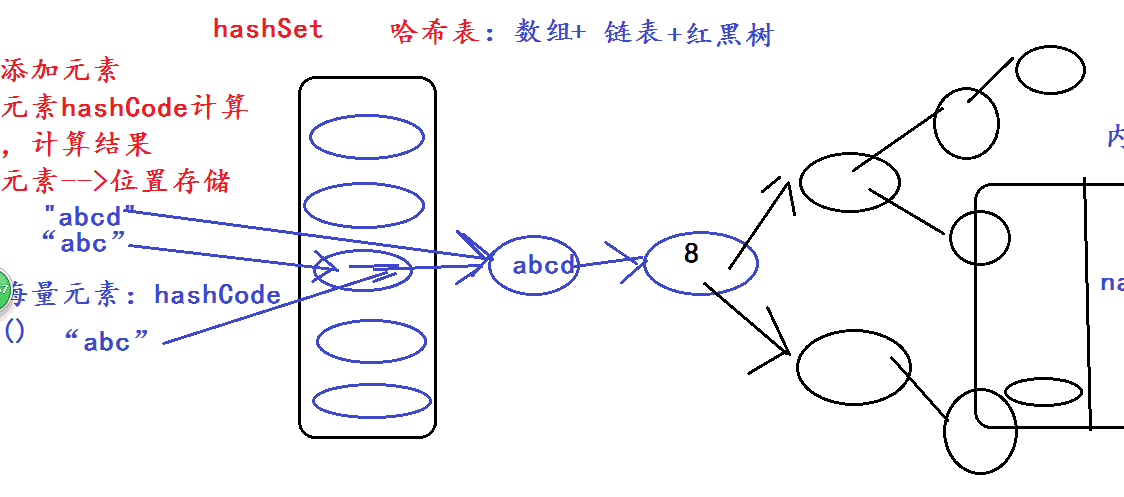 hashSet 哈希表：数组+ 链表+红黑树
添加元素
元素hashCode计算
，计算结果
元素-->位置存储
"abcd"
“abc”
abcd
8
海量元素：hashCode
()
“abc”
内
na